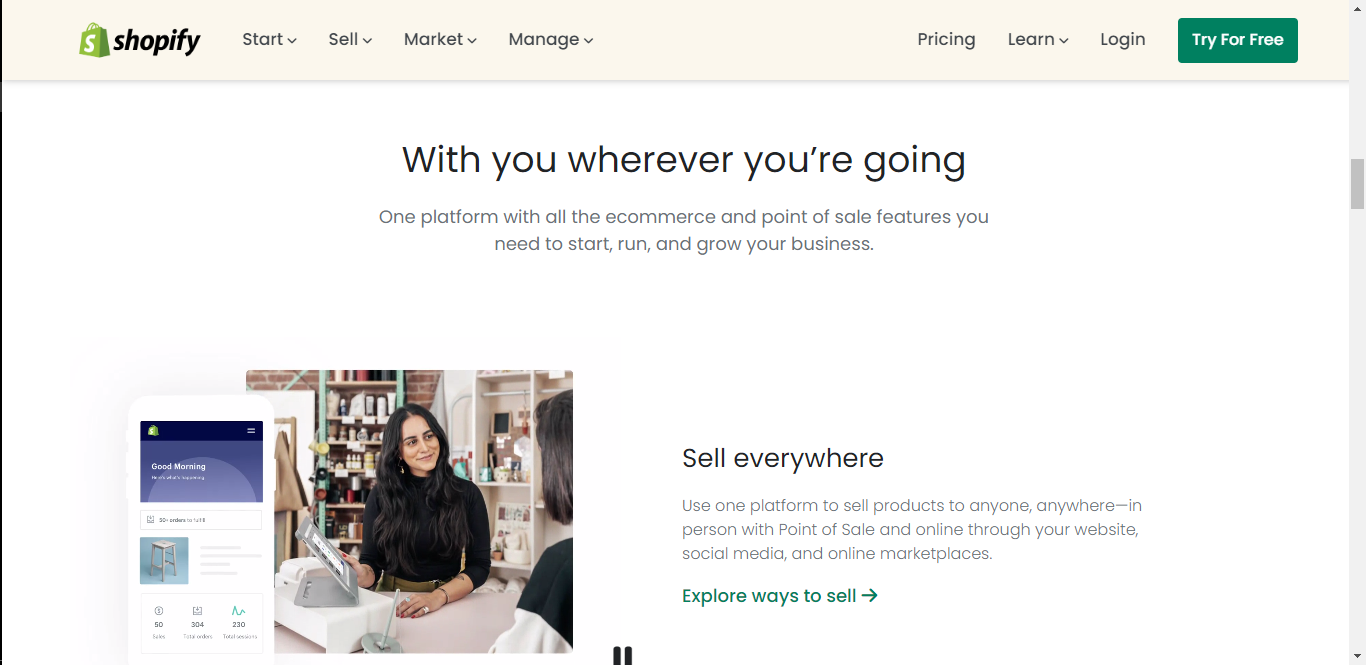 shopify
Start
Sell
Market
Manage
Pricing
Learn
Login
Try For Free
With you wherever you’re going
One platform with all the ecommerce and point of sale features you
need to start, run, and grow your business.
Good Morning
Here's what's happening
50+ orders to fulfill
50
304
230
Sales
Total orders
Total sessions
Sell everywhere
Use one platform to sell products to anyone, anywhere—in
person with Point of Sale and online through your website,
social media, and online marketplaces.
Explore ways to sell →